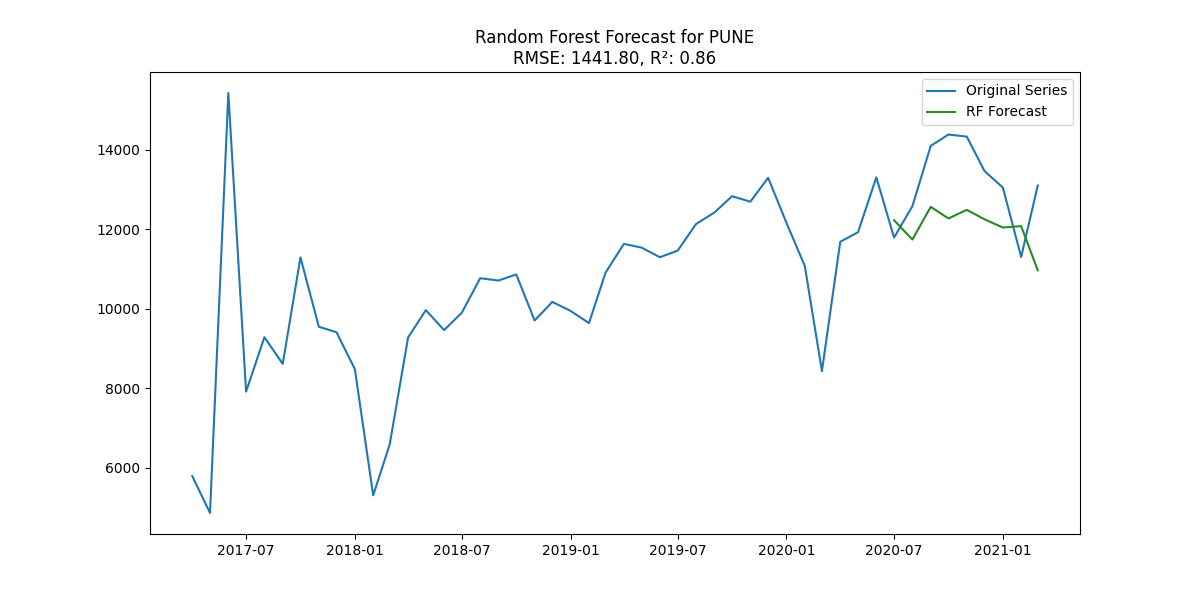 Random Forest Forecast for PUNE
RMSE: 1441.80, R²: 0.86
Original Series
RF Forecast
14000
12000
10000
8000
6000
2017-07 2018-01 2018-07 2019-01 2019-07 2020-01 2020-07 2021-01